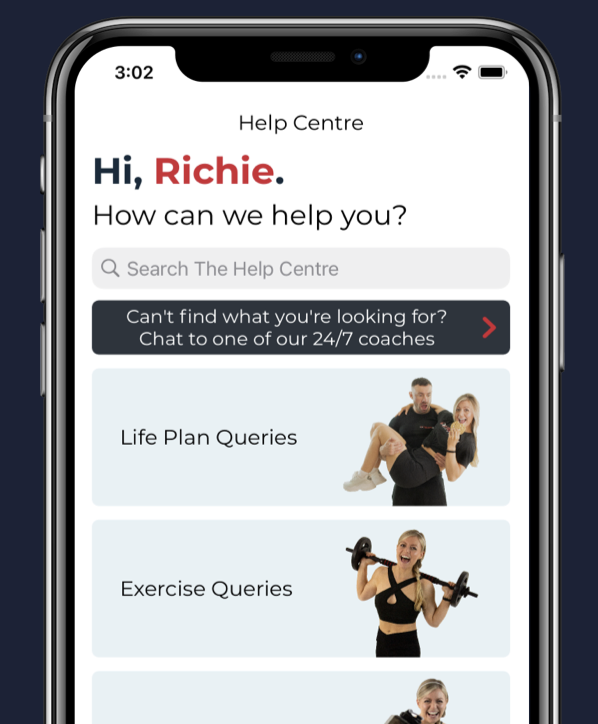 3:02
Help Centre
Hi, Richie.
How can we help you?
Search The Help Centre
Can't find what you're looking for?
Chat to one of our 24/7 coaches
Life Plan Queries
Exercise Queries